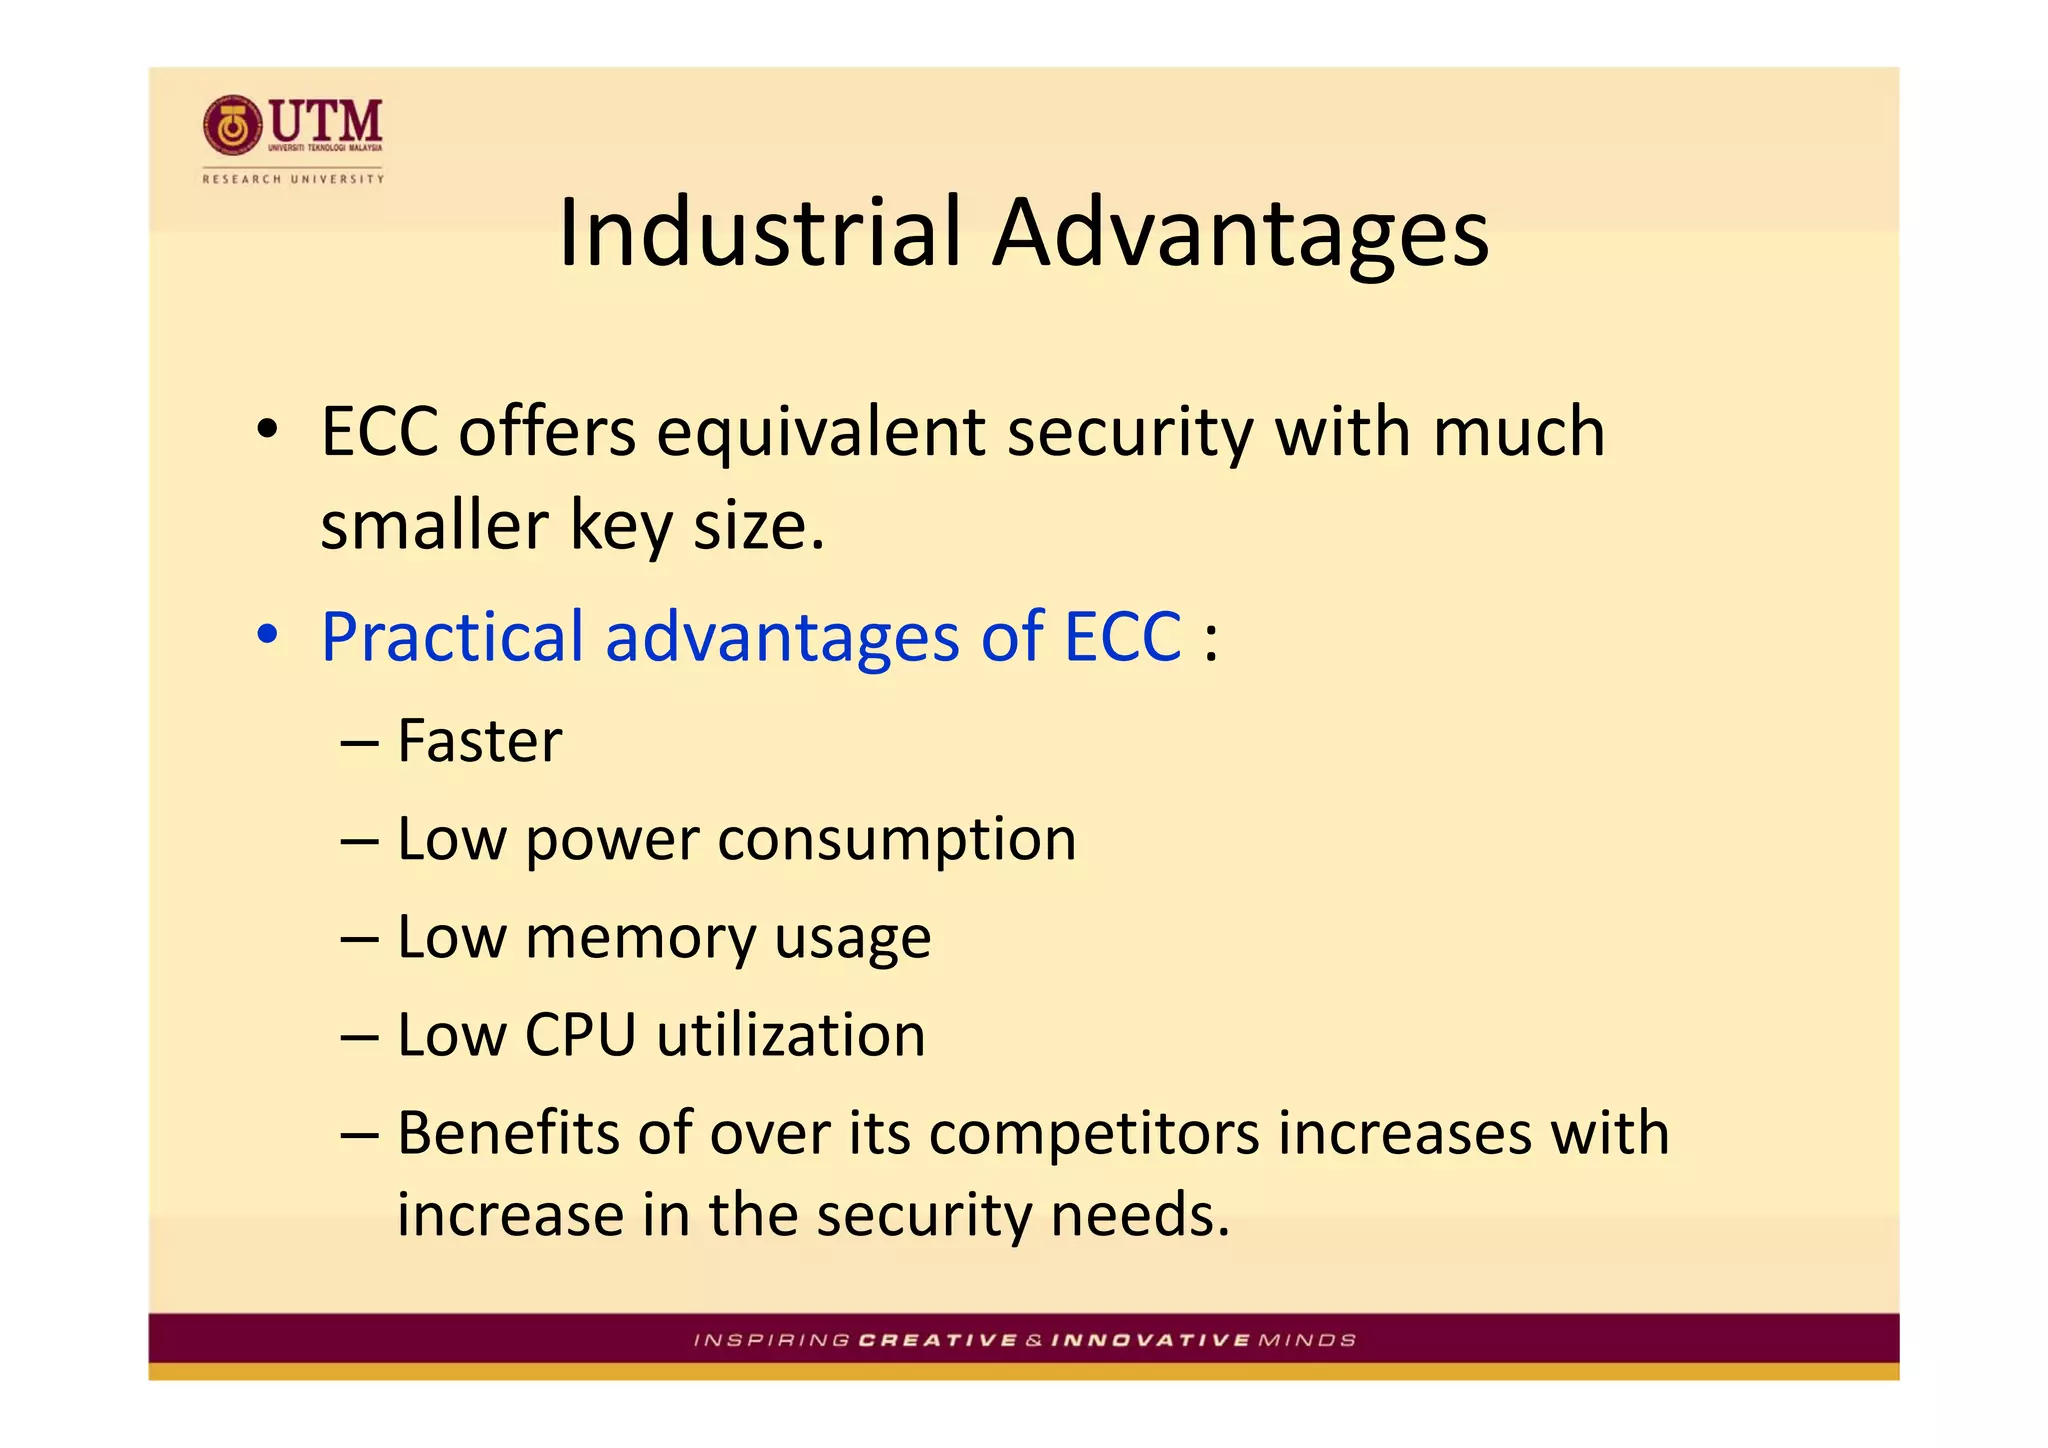 UTM
UNIVERSITI TEKNOLOGI MALAYSIA
RESEARCH UNIVERSITY
Industrial Advantages
• ECC offers equivalent security with much
smaller key size.
• Practical advantages of ECC :
– Faster
– Low power consumption
– Low memory usage
– Low CPU utilization
– Benefits of over its competitors increases with
increase in the security needs.
INSPIRING CREATIVE & INNOVATIVE MINDS